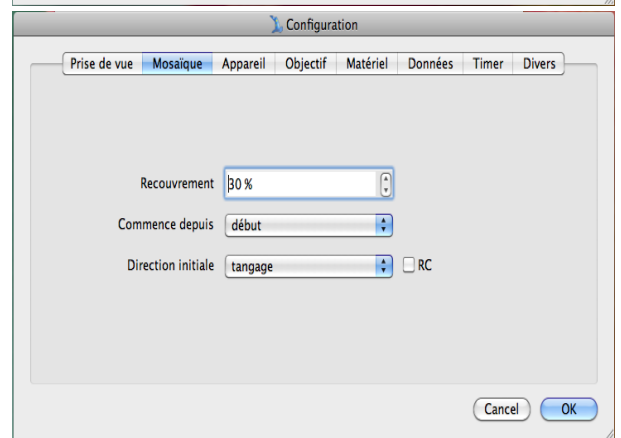 Configuration
Prise de vue Mosaïque Appareil Objectif Matériel Données Timer Divers
Recouvrement 30 %
Commence depuis début
Direction initiale tangage RC
Cancel OK